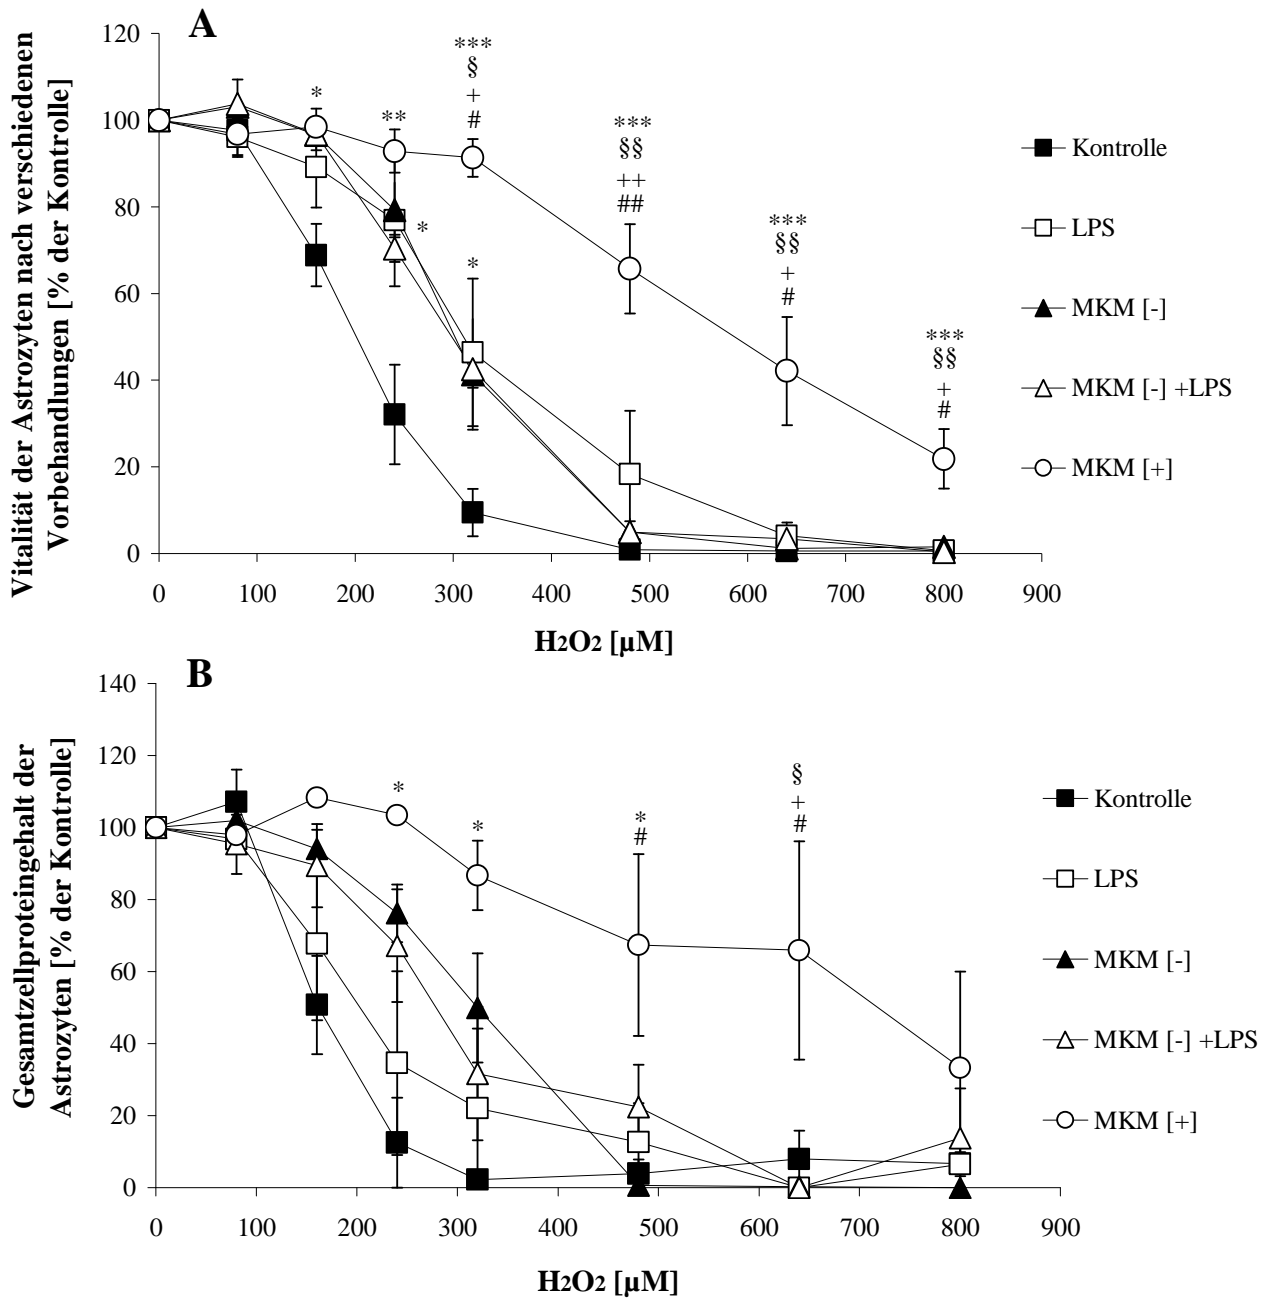 A
Vitalität der Astrozyten nach verschiedenen
Vorbehandlungen [% der Kontrolle]
120
100
80
60
40
20
0
*
**
***
§
+
#
*
*
***
§§
++
##
***
§§
+
#
***
§§
+
#
0 100 200 300 400 500 600 700 800 900
H2O2 [µM]
Kontrolle
LPS
MKM [-]
MKM [-] +LPS
MKM [+]
B
Gesamtzellproteingehalt der
Astrozyten [% der Kontrolle]
140
120
100
80
60
40
20
0
*
*
*
#
§
+
#
0 100 200 300 400 500 600 700 800 900
H2O2 [µM]
Kontrolle
LPS
MKM [-]
MKM [-] +LPS
MKM [+]